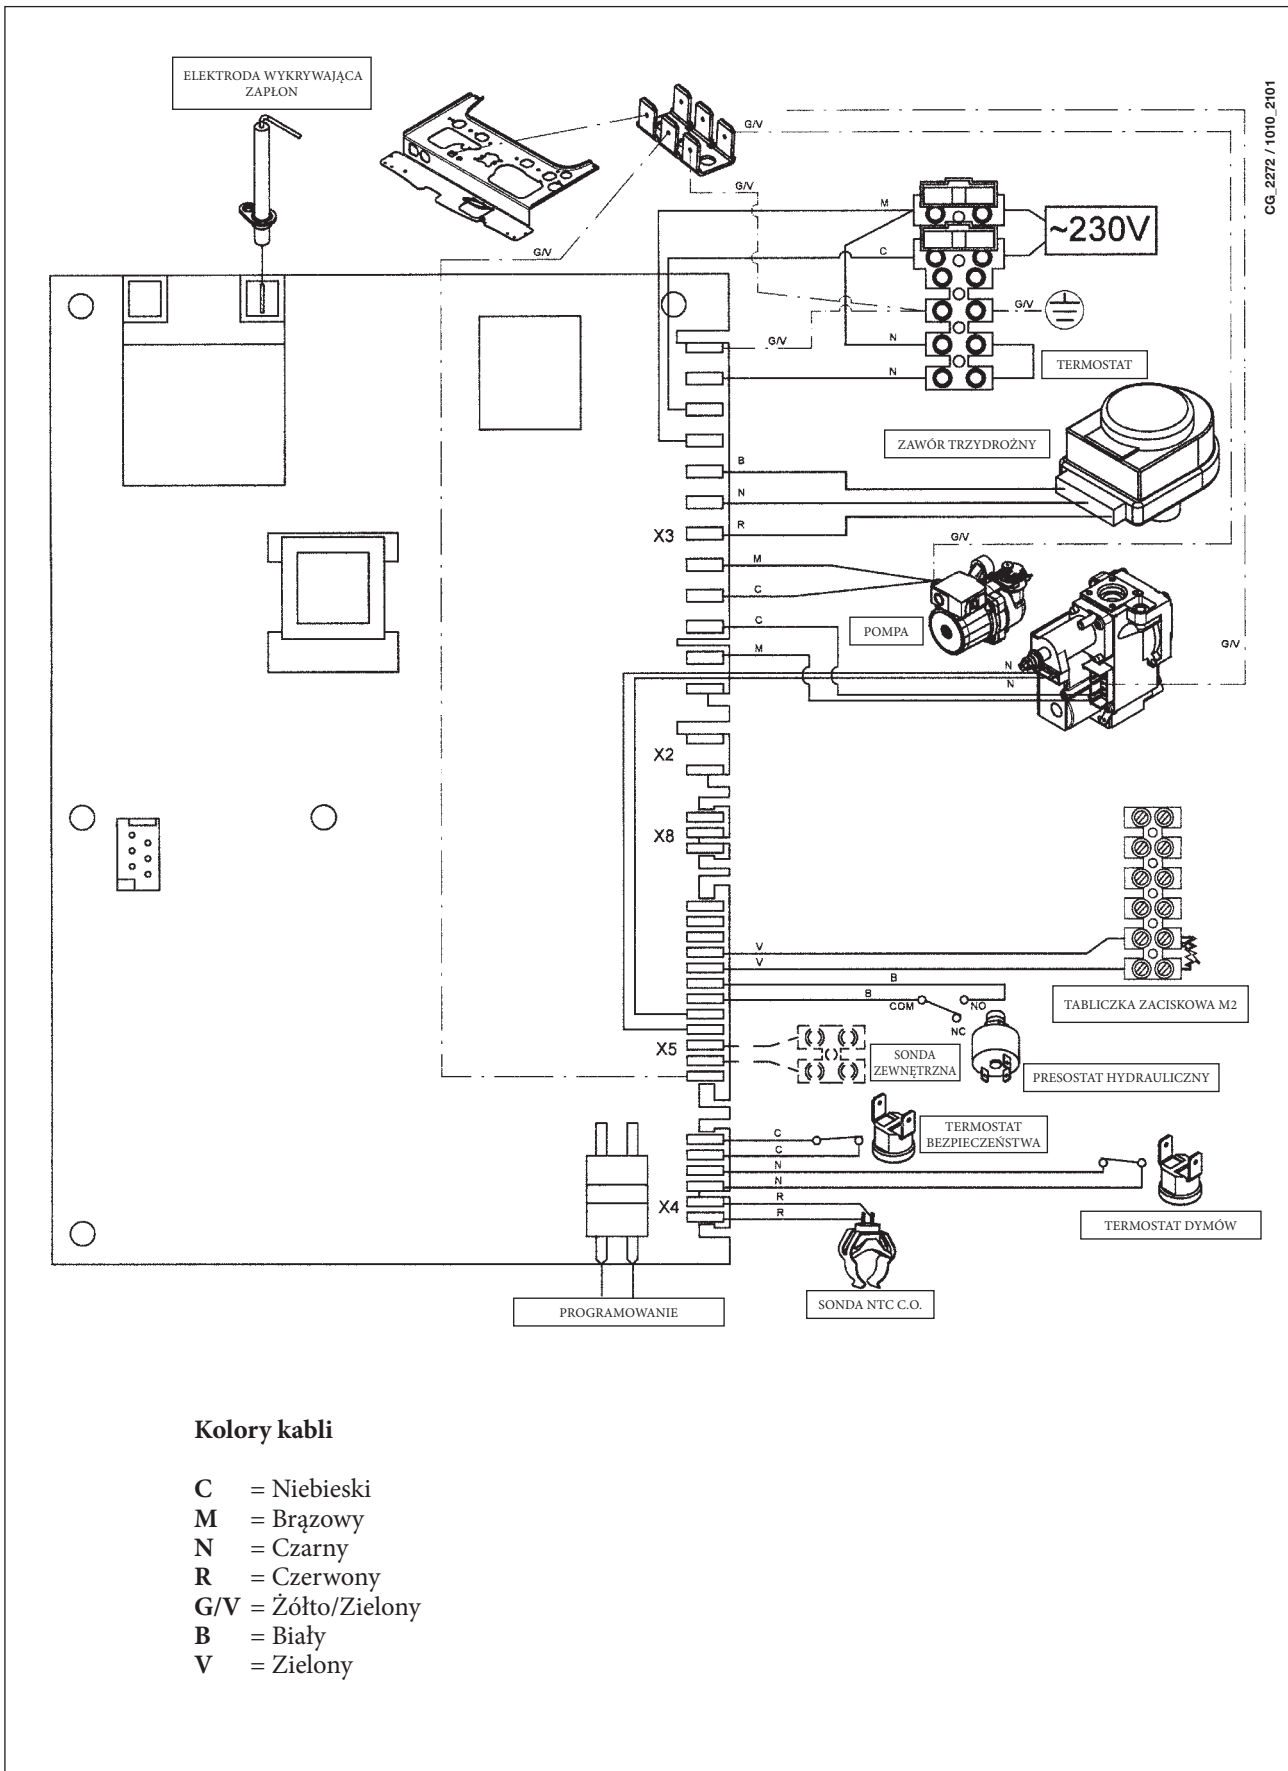 ELEKTRODA WYKRYWAJĄCA
ZAPŁON
CG_2272 / 1010_2101
G/V
G/V
G/V
M
~230V
C
G/V
G/V
N
TERMOSTAT
N
ZAWÓR TRZYDROŻNY
B
N
R
X3
G/V
M
C
POMPA
C
G/V
M
N
N
X2
X8
V
V
B
B
COM
NO
NC
TABLICZKA ZACISKOWA M2
X5
SONDA
ZEWNĘTRZNA
PRESOSTAT HYDRAULICZNY
C
C
TERMOSTAT
BEZPIECZEŃSTWA
N
N
R
R
X4
TERMOSTAT DYMÓW
PROGRAMOWANIE
SONDA NTC C.O.
Kolory kabli
C = Niebieski
M = Brązowy
N = Czarny
R = Czerwony
G/V = Żółto/Zielony
B = Biały
V = Zielony